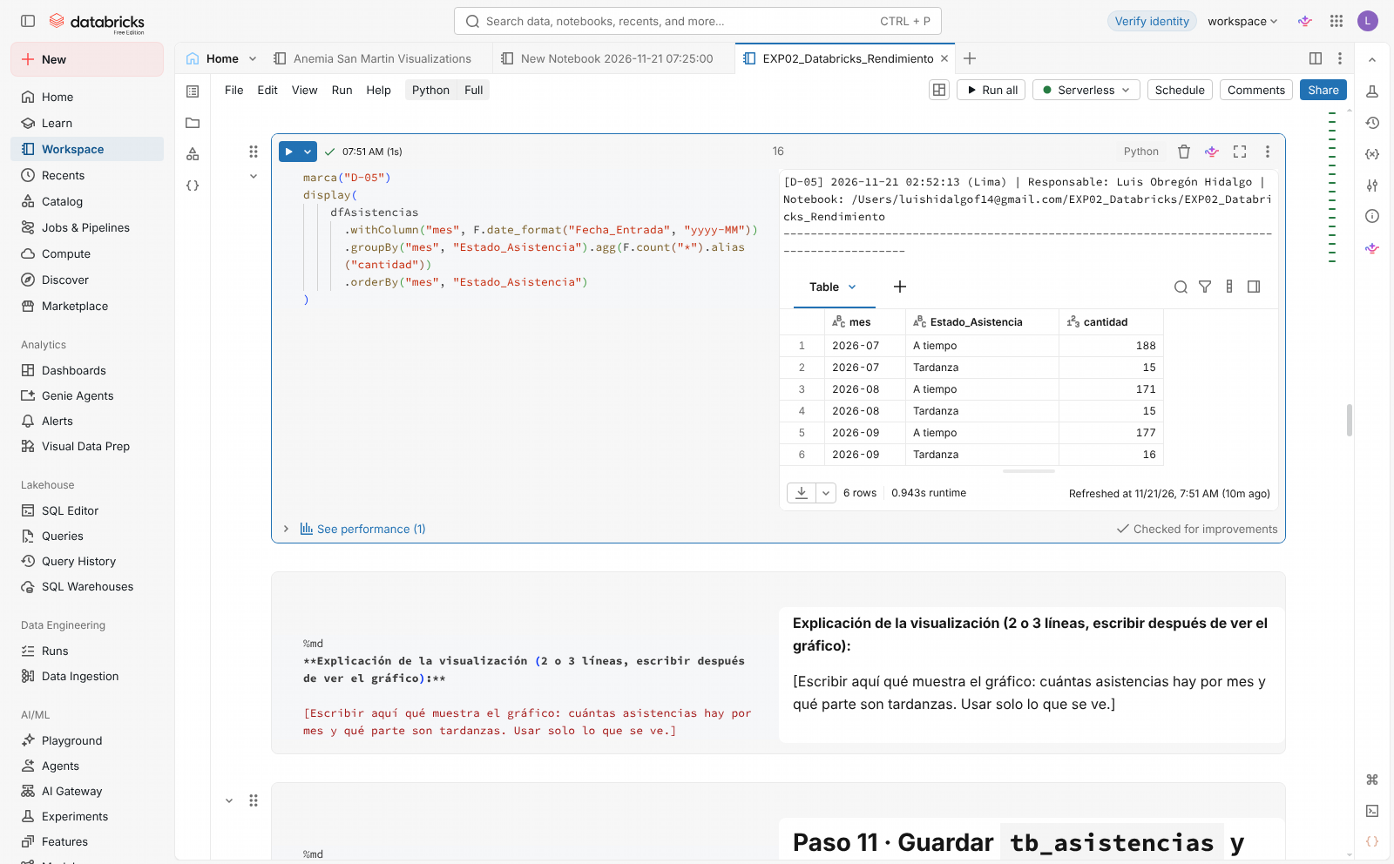 databricks
Free Edition
Search data, notebooks, recents, and more...
CTRL + P
Verify identity
workspace
L
New
Home
Learn
Workspace
Recents
Catalog
Jobs & Pipelines
Compute
Discover
Marketplace
Analytics
Dashboards
Genie Agents
Alerts
Visual Data Prep
Lakehouse
SQL Editor
Queries
Query History
SQL Warehouses
Data Engineering
Runs
Data Ingestion
AI/ML
Playground
Agents
AI Gateway
Experiments
Features
Home
Anemia San Martin Visualizations
New Notebook 2026-11-21 07:25:00
EXP02_Databricks_Rendimiento
File Edit View Run Help Python Full
Run all
Serverless
Schedule
Comments
Share
07:51 AM (1s)
16
Python
marca("D-05")
display(
dfAsistencias
.withColumn("mes", F.date_format("Fecha_Entrada", "yyyy-MM"))
.groupBy("mes", "Estado_Asistencia").agg(F.count("*").alias
("cantidad"))
.orderBy("mes", "Estado_Asistencia")
)
[D-05] 2026-11-21 02:52:13 (Lima) | Responsable: Luis Obregón Hidalgo |
Notebook: /Users/luishidalgof14@gmail.com/EXP02_Databricks/EXP02_Databri
cks_Rendimiento
Table
mes Estado_Asistencia cantidad
1 2026-07 A tiempo 188
2 2026-07 Tardanza 15
3 2026-08 A tiempo 171
4 2026-08 Tardanza 15
5 2026-09 A tiempo 177
6 2026-09 Tardanza 16
6 rows
0.943s runtime
Refreshed at 11/21/26, 7:51 AM (10m ago)
See performance (1)
Checked for improvements
%md
**Explicación de la visualización (2 o 3 líneas, escribir después
de ver el gráfico):**
[Escribir aquí qué muestra el gráfico: cuántas asistencias hay por
mes y qué parte son tardanzas. Usar solo lo que se ve.]
Explicación de la visualización (2 o 3 líneas, escribir después de ver el
gráfico):
[Escribir aquí qué muestra el gráfico: cuántas asistencias hay por mes y
qué parte son tardanzas. Usar solo lo que se ve.]
%md
Paso 11 · Guardar tb_asistencias y